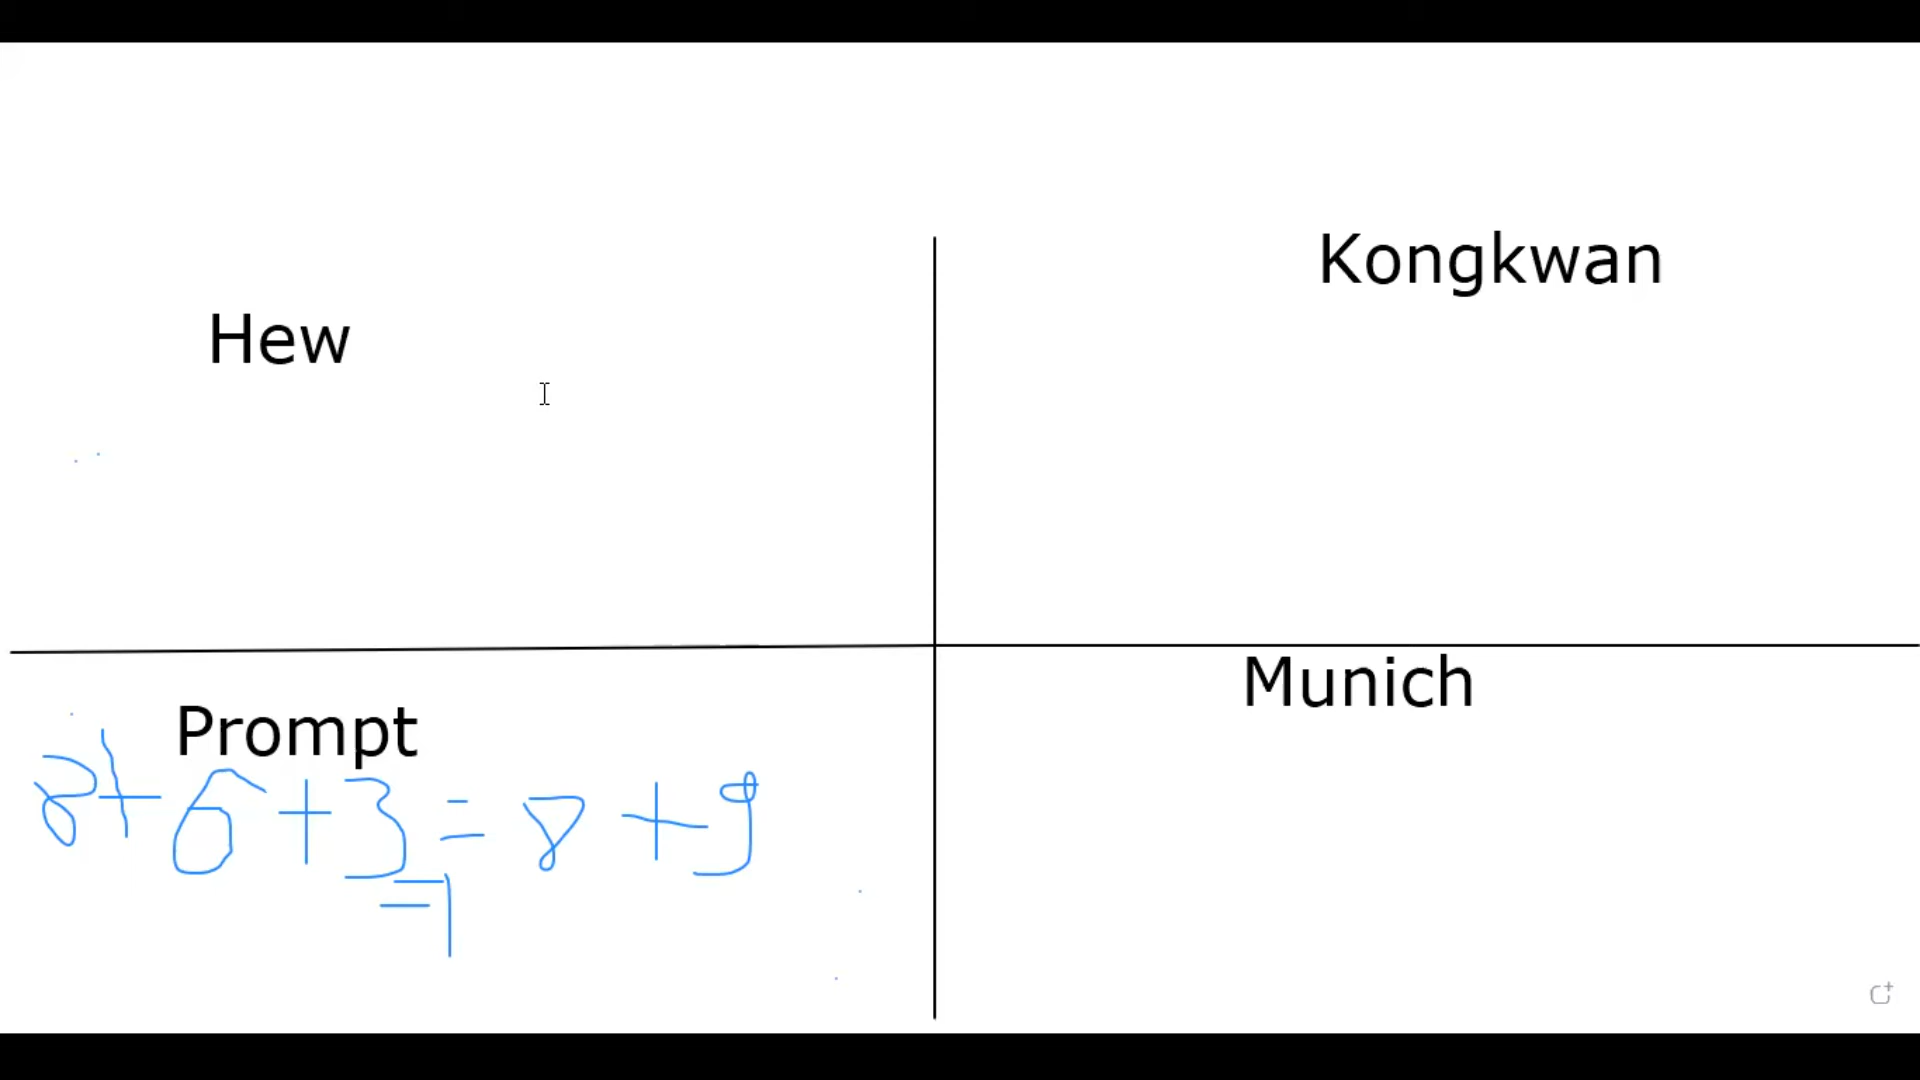 Kongkwan
Hew
Munich
Prompt
8+6+3=8+9
=1